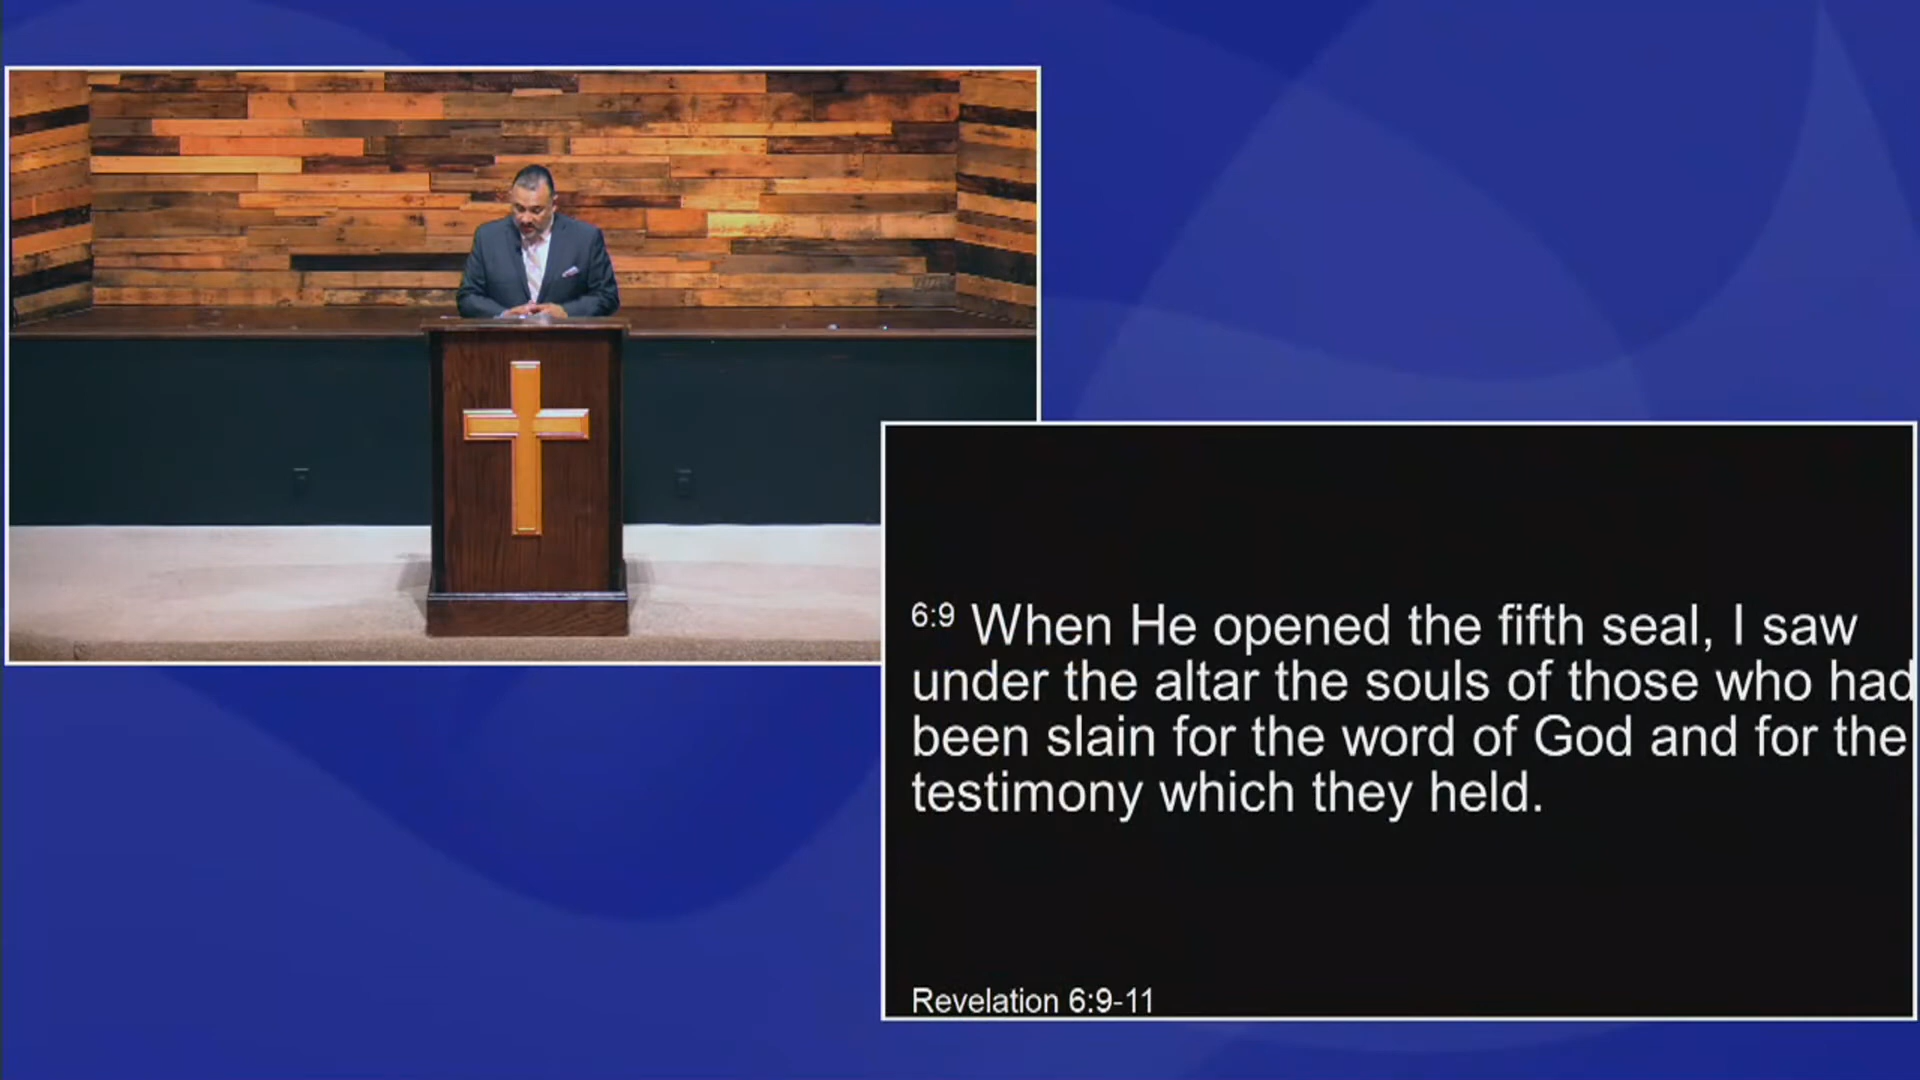 6:9 When He opened the fifth seal, I saw
under the altar the souls of those who had
been slain for the word of God and for the
testimony which they held.
Revelation 6:9-11